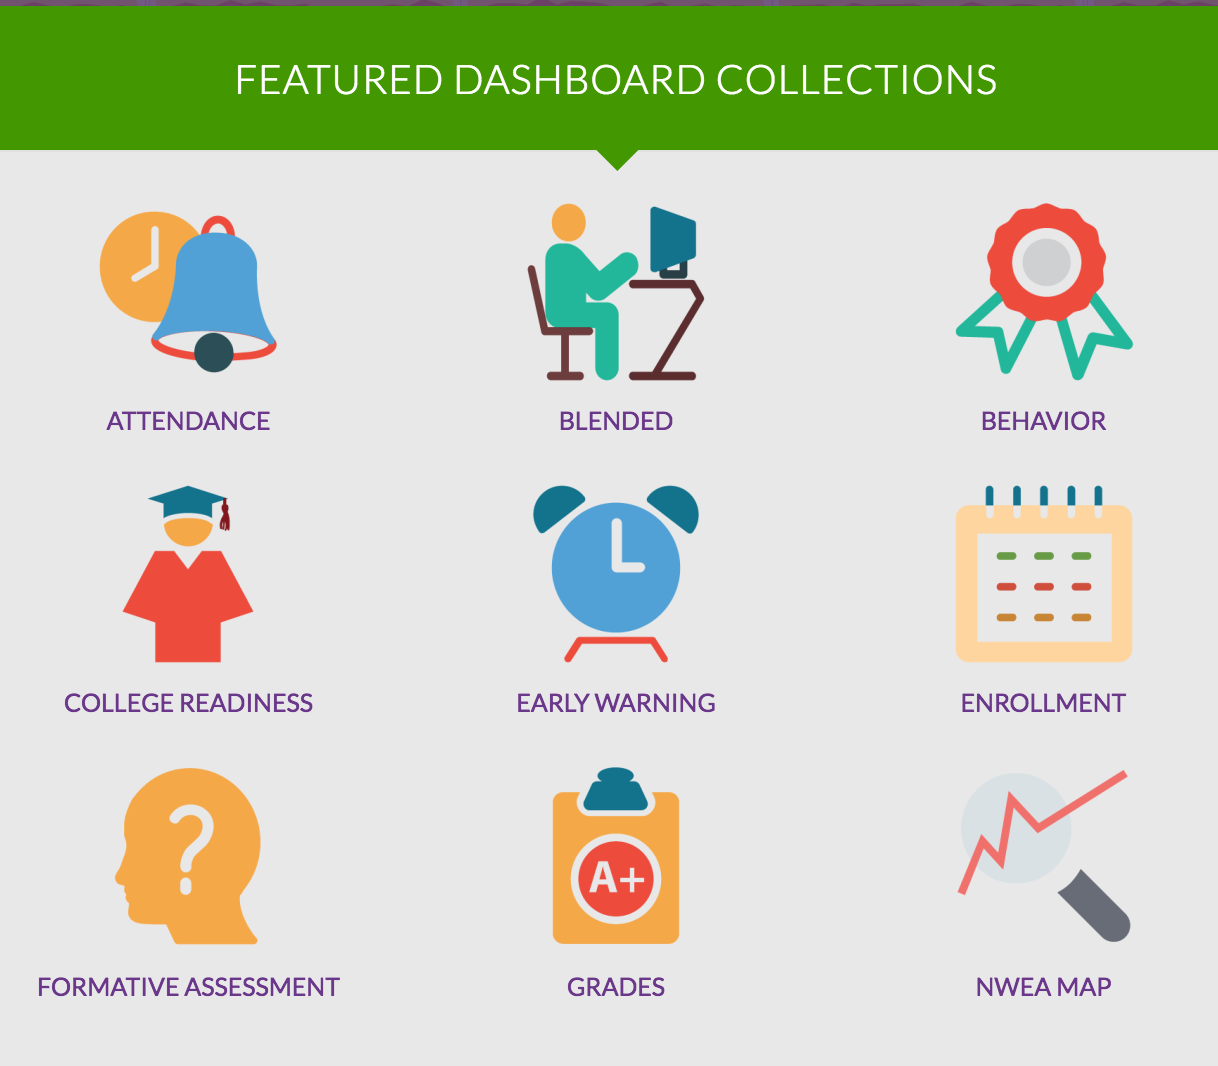 FEATURED DASHBOARD COLLECTIONS
ATTENDANCE
BLENDED
BEHAVIOR
COLLEGE READINESS
EARLY WARNING
ENROLLMENT
A+
FORMATIVE ASSESSMENT
GRADES
NWEA MAP